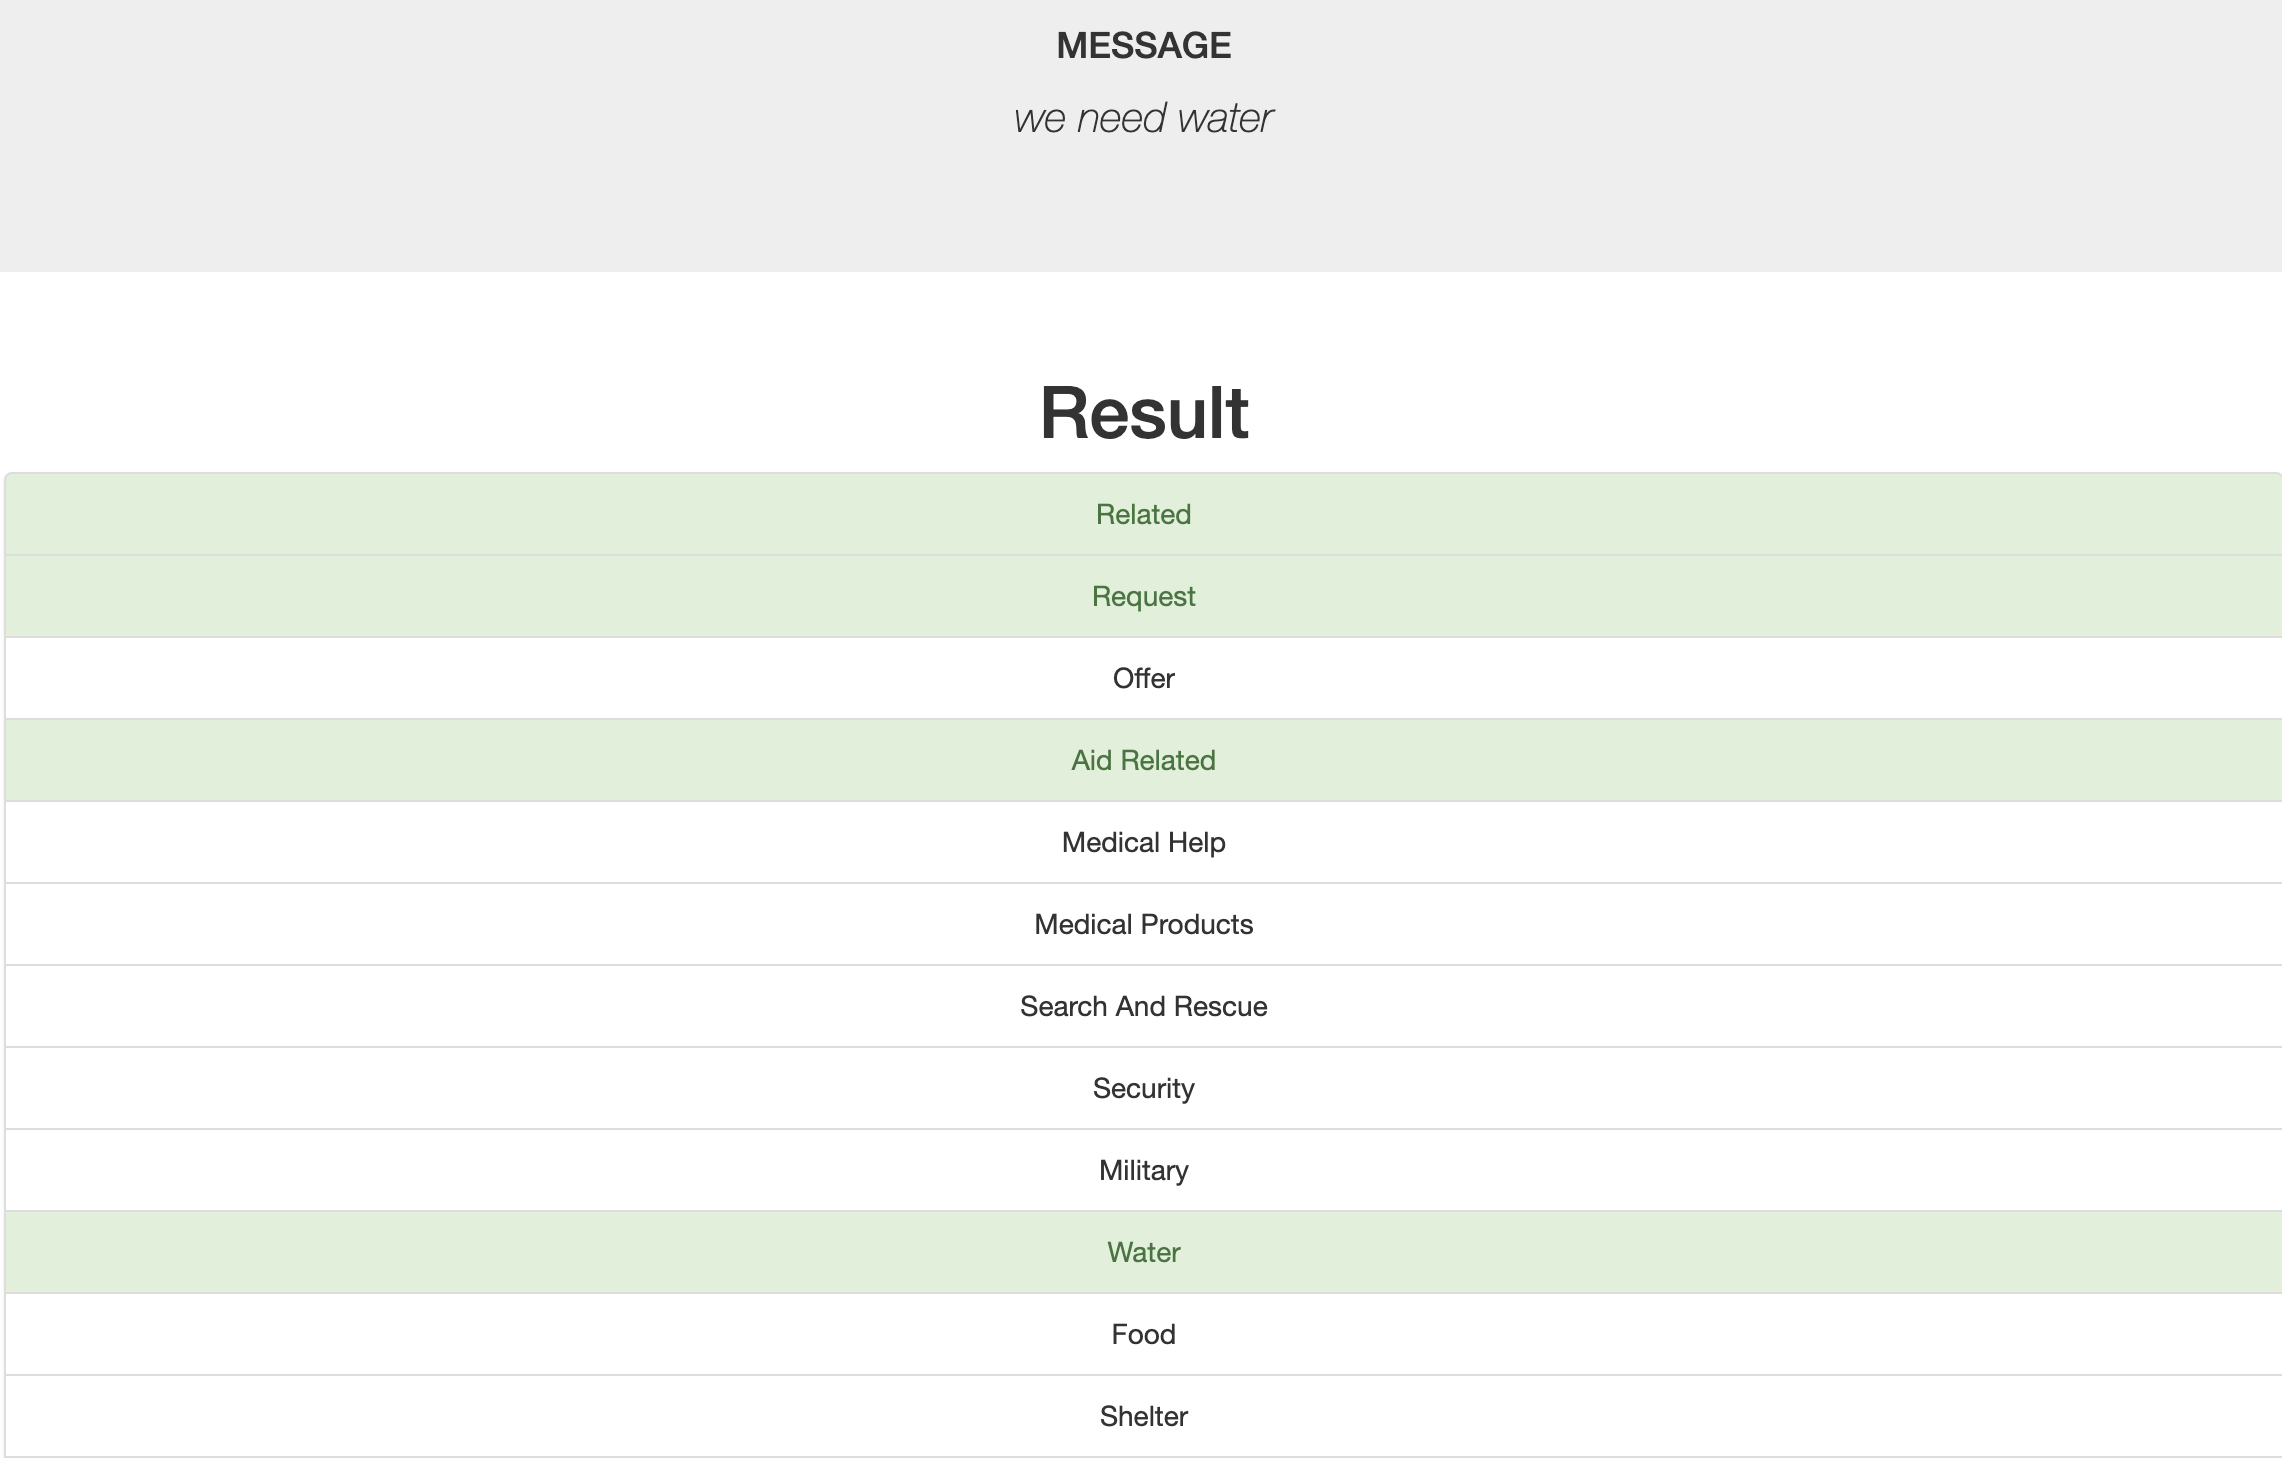 MESSAGE
we need water
Result
Related
Request
Offer
Aid Related
Medical Help
Medical Products
Search And Rescue
Security
Military
Water
Food
Shelter